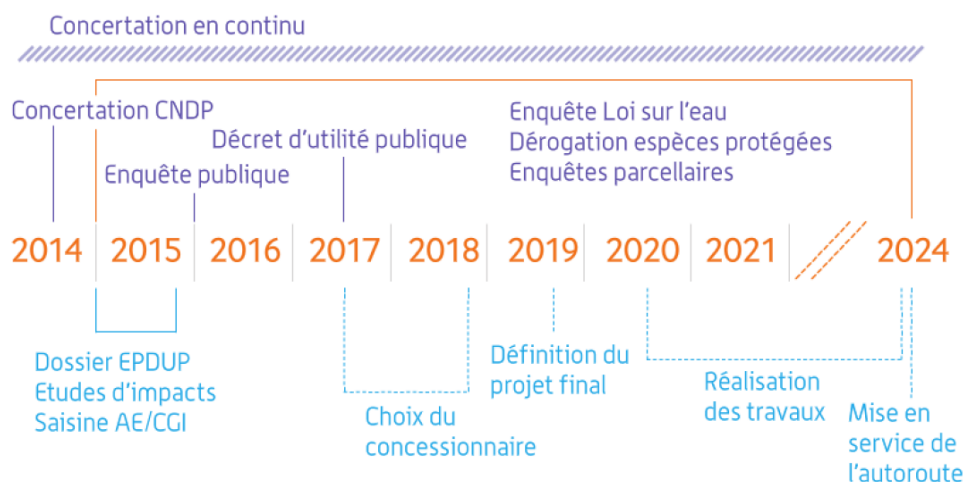 Concertation en continu
Concertation CNDP
Décret d'utilité publique
Enquête publique
Enquête Loi sur l'eau
Dérogation espèces protégées
Enquêtes parcellaires
2014 2015 2016 2017 2018 2019 2020 2021 2024
Dossier EPDUP
Etudes d'impacts
Saisine AE/CGI
Choix du
concessionnaire
Définition du
projet final
Réalisation
des travaux
Mise en
service de
l'autoroute